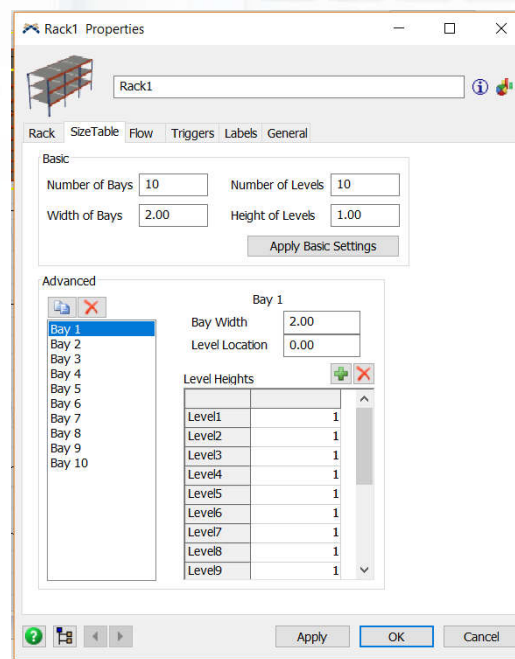 Rack1 Properties
Rack1
Rack SizeTable Flow Triggers Labels General
Basic
Number of Bays 10 Number of Levels 10
Width of Bays 2.00 Height of Levels 1.00
Apply Basic Settings
Advanced
Bay 1
Bay Width 2.00
Level Location 0.00
Level Heights
Bay 1
Bay 2
Bay 3
Bay 4
Bay 5
Bay 6
Bay 7
Bay 8
Bay 9
Bay 10
Level1 1
Level2 1
Level3 1
Level4 1
Level5 1
Level6 1
Level7 1
Level8 1
Level9 1
Apply OK Cancel